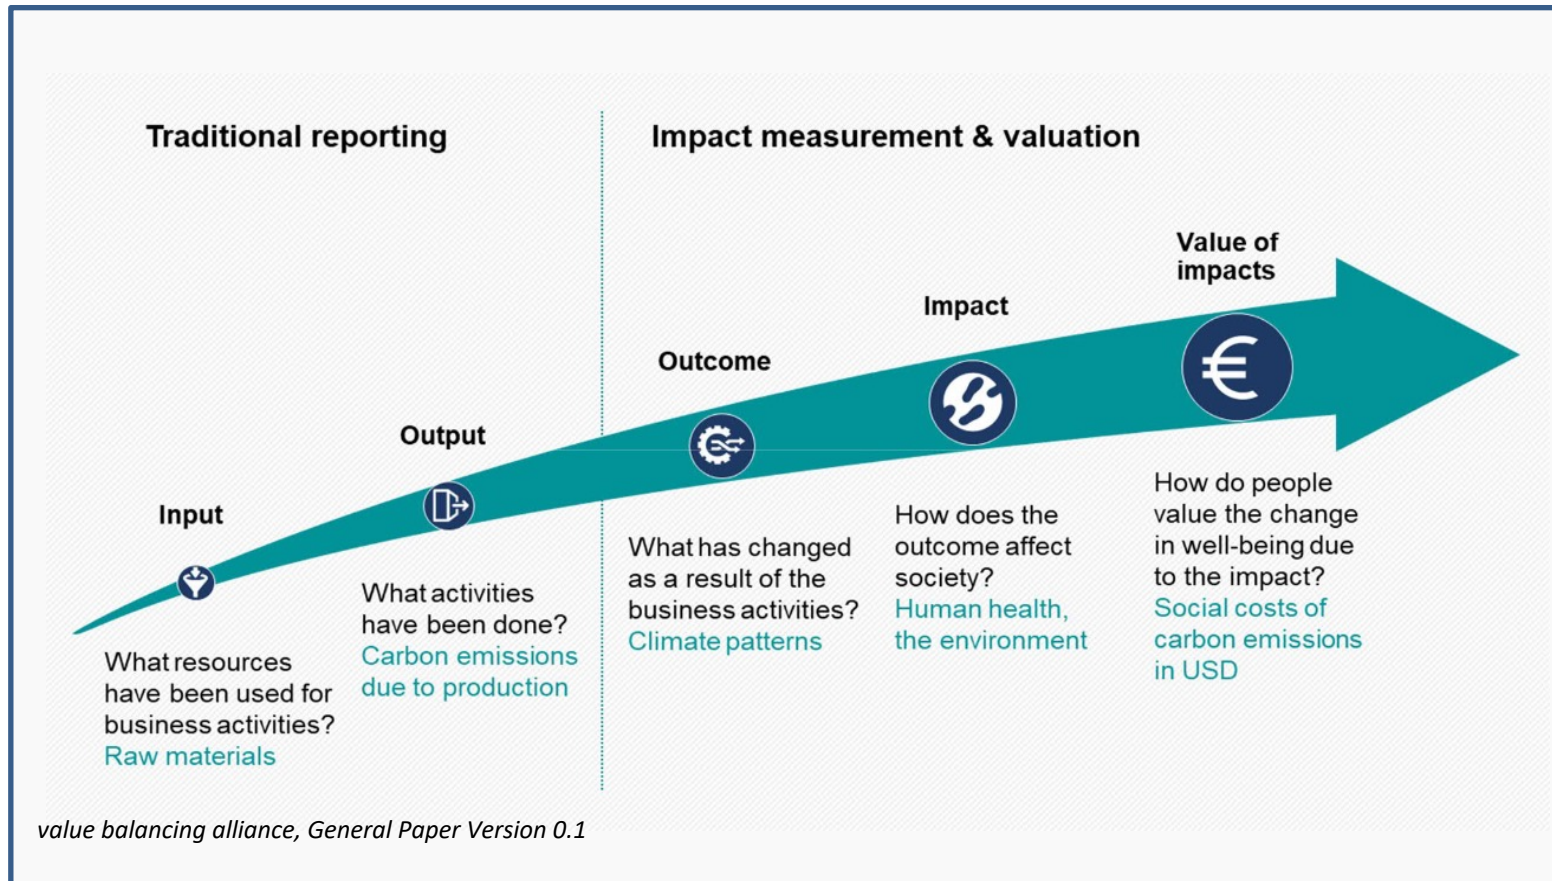 Traditional reporting
Impact measurement & valuation
Input
What resources
have been used for
business activities?
Raw materials
Output
What activities
have been done?
Carbon emissions
due to production
Outcome
What has changed
as a result of the
business activities?
Climate patterns
Impact
How does the
outcome affect
society?
Human health,
the environment
Value of
impacts
€
How do people
value the change
in well-being due
to the impact?
Social costs of
carbon emissions
in USD
value balancing alliance, General Paper Version 0.1